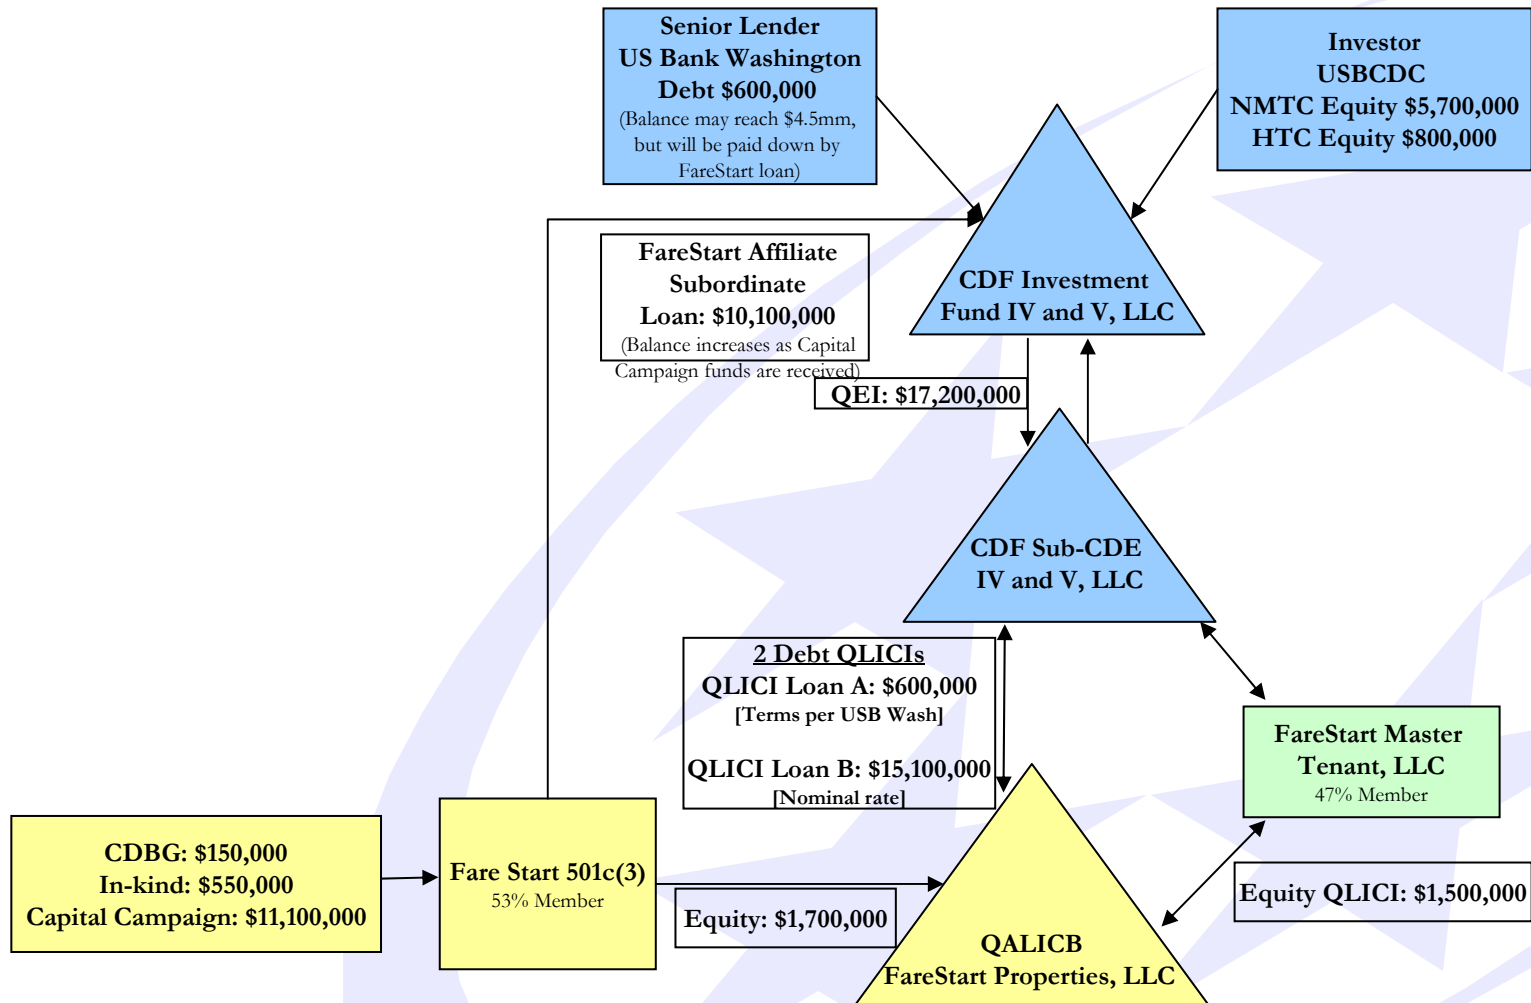 Senior Lender
US Bank Washington
Debt $600,000
(Balance may reach $4.5mm,
but will be paid down by
FareStart loan)
Investor
USBCDC
NMTC Equity $5,700,000
HTC Equity $800,000
FareStart Affiliate
Subordinate
Loan: $10,100,000
(Balance increases as Capital
Campaign funds are received)
CDF Investment
Fund IV and V, LLC
QEI: $17,200,000
CDF Sub-CDE
IV and V, LLC
2 Debt QLICIs
QLICI Loan A: $600,000
[Terms per USB Wash]
QLICI Loan B: $15,100,000
[Nominal rate]
FareStart Master
Tenant, LLC
47% Member
CDBG: $150,000
In-kind: $550,000
Capital Campaign: $11,100,000
Fare Start 501c(3)
53% Member
Equity: $1,700,000
Equity QLICI: $1,500,000
QALICB
FareStart Properties, LLC